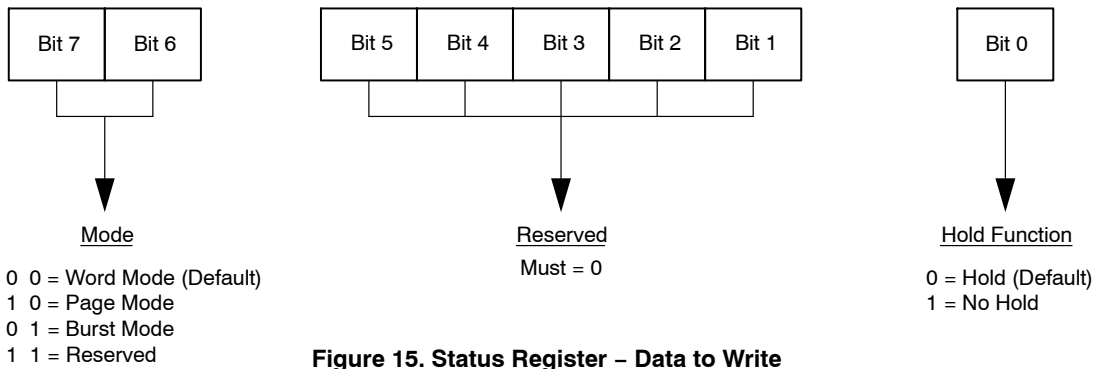 Bit 7 Bit 6 Bit 5 Bit 4 Bit 3 Bit 2 Bit 1 Bit 0
Mode
0 0 = Word Mode (Default)
1 0 = Page Mode
0 1 = Burst Mode
1 1 = Reserved
Reserved
Must = 0
Hold Function
0 = Hold (Default)
1 = No Hold
Figure 15. Status Register – Data to Write